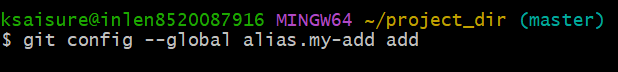 ksaisure@inlen8520087916 MINGW64 ~/project_dir (master)
$ git config --global alias.my-add add